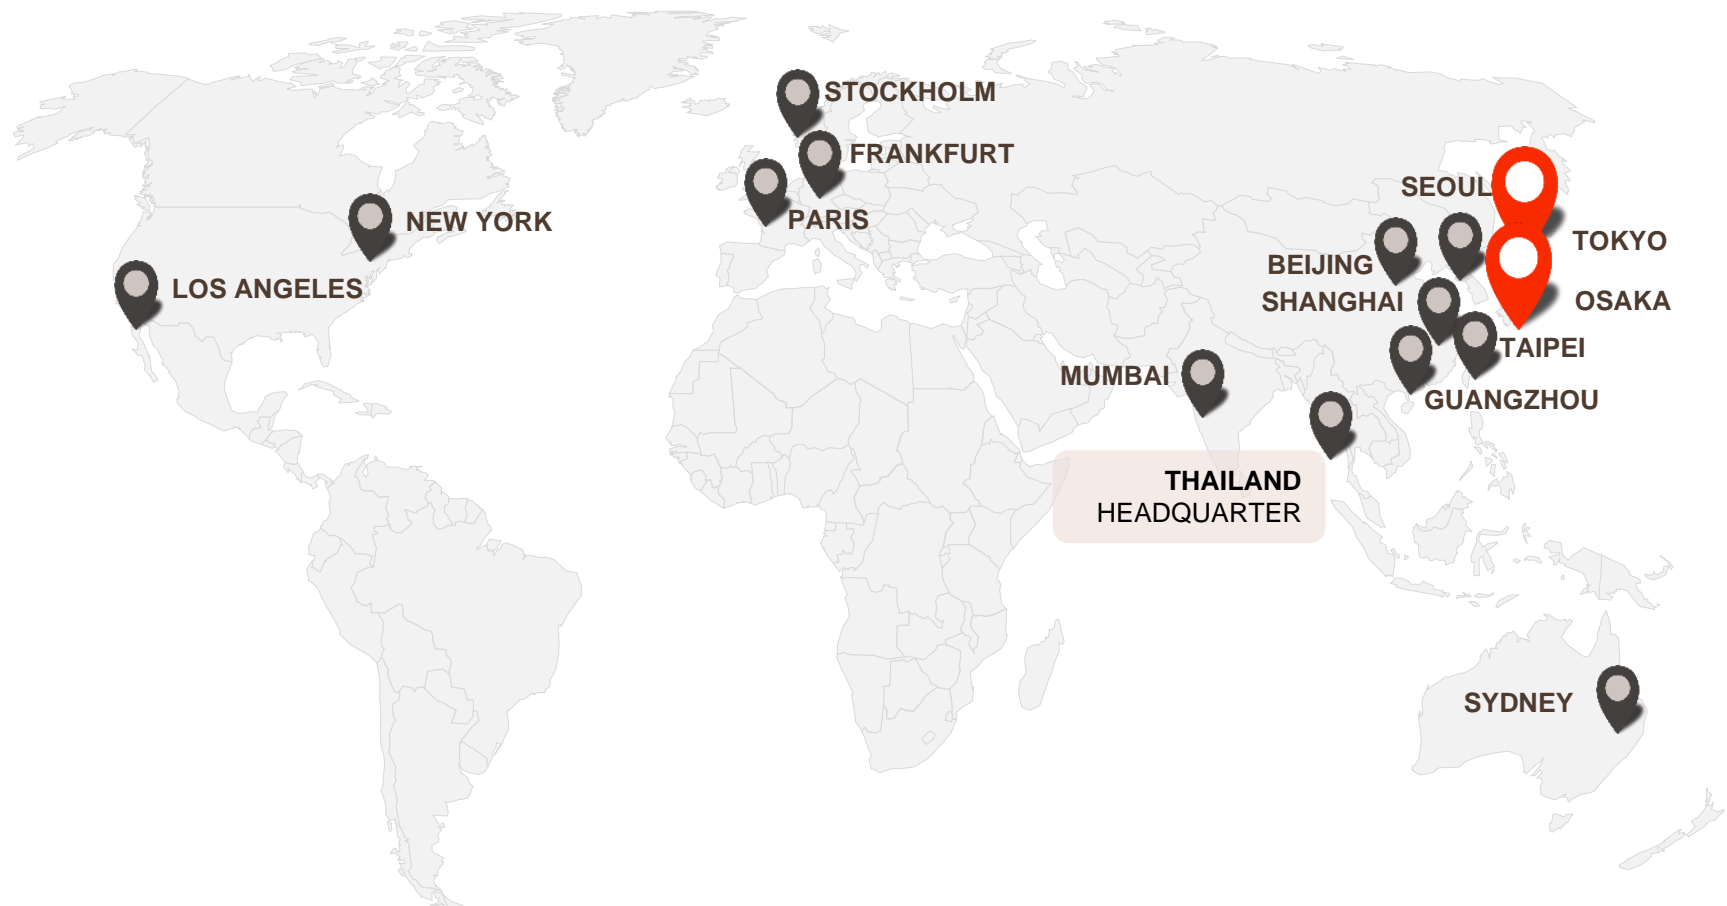 STOCKHOLM
FRANKFURT
SEOUL
PARIS
NEW YORK
TOKYO
BEIJING
LOS ANGELES
SHANGHAI
OSAKA
TAIPEI
MUMBAI
GUANGZHOU
THAILAND
HEADQUARTER
SYDNEY